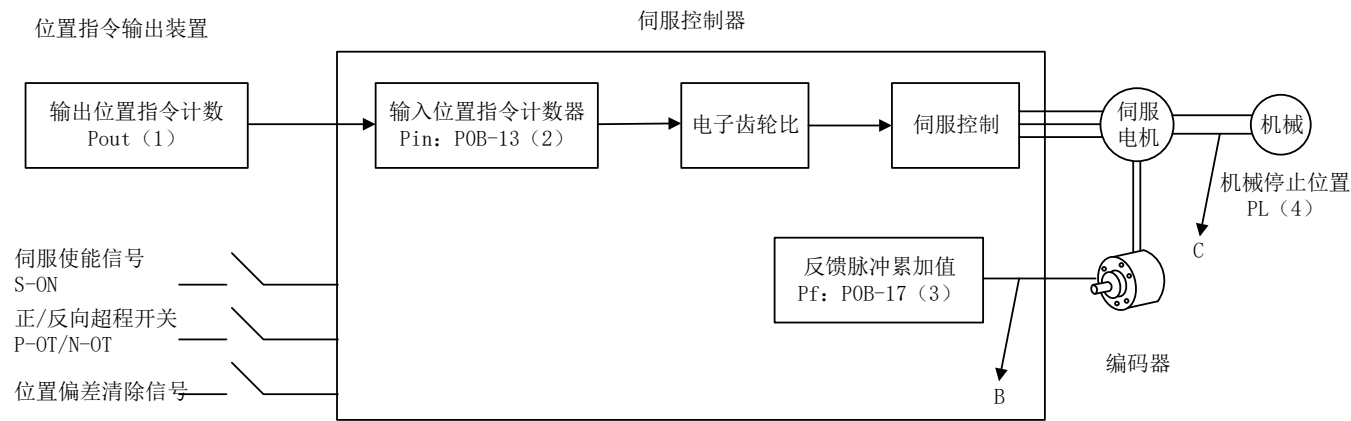 伺服控制器
位置指令输出装置
输出位置指令计数
Pout（1）
输入位置指令计数器
Pin：P0B-13（2）
电子齿轮比
伺服控制
伺服
电机
机械
机械停止位置
PL（4）
C
伺服使能信号
S-ON
反馈脉冲累加值
Pf：P0B-17（3）
正/反向超程开关
P-OT/N-OT
编码器
位置偏差清除信号
B